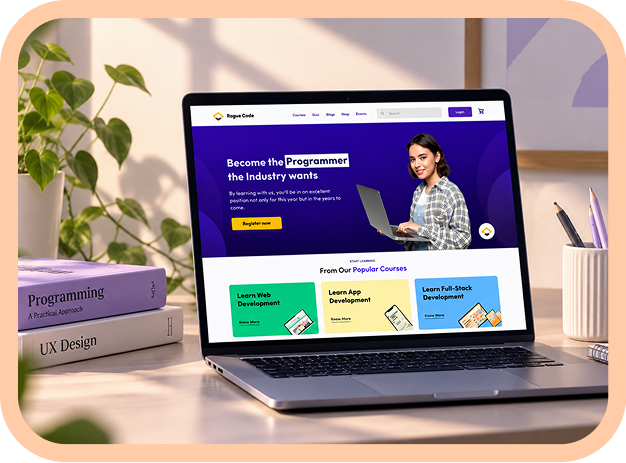 Rogue Code
Courses Quiz Blogs Shop Events Search Login
Become the Programmer
the Industry wants
By learning with us, you'll be in an excellent
position not only for this year but in the years to
come.
Register now
START LEARNING
From Our Popular Courses
Learn Web
Development
Know More
Learn App
Development
Know More
Learn Full-Stack
Development
Know More
Programming
A Practical Approach
UX Design